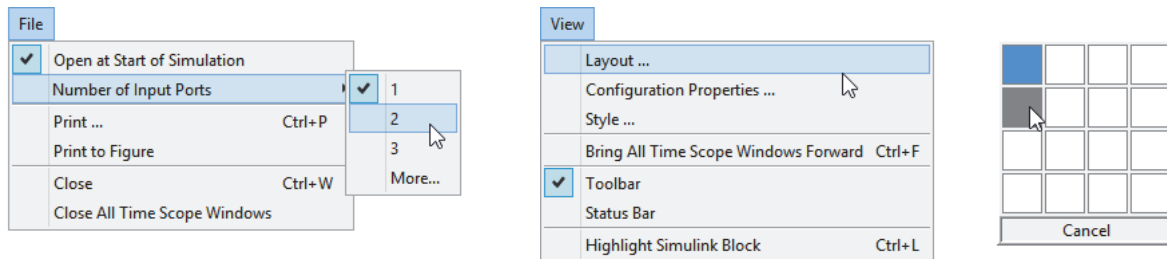 File
Open at Start of Simulation
Number of Input Ports
1
2
3
More...
Print ... Ctrl+P
Print to Figure
Close Ctrl+W
Close All Time Scope Windows
View
Layout ...
Configuration Properties ...
Style ...
Bring All Time Scope Windows Forward Ctrl+F
Toolbar
Status Bar
Highlight Simulink Block Ctrl+L
Cancel